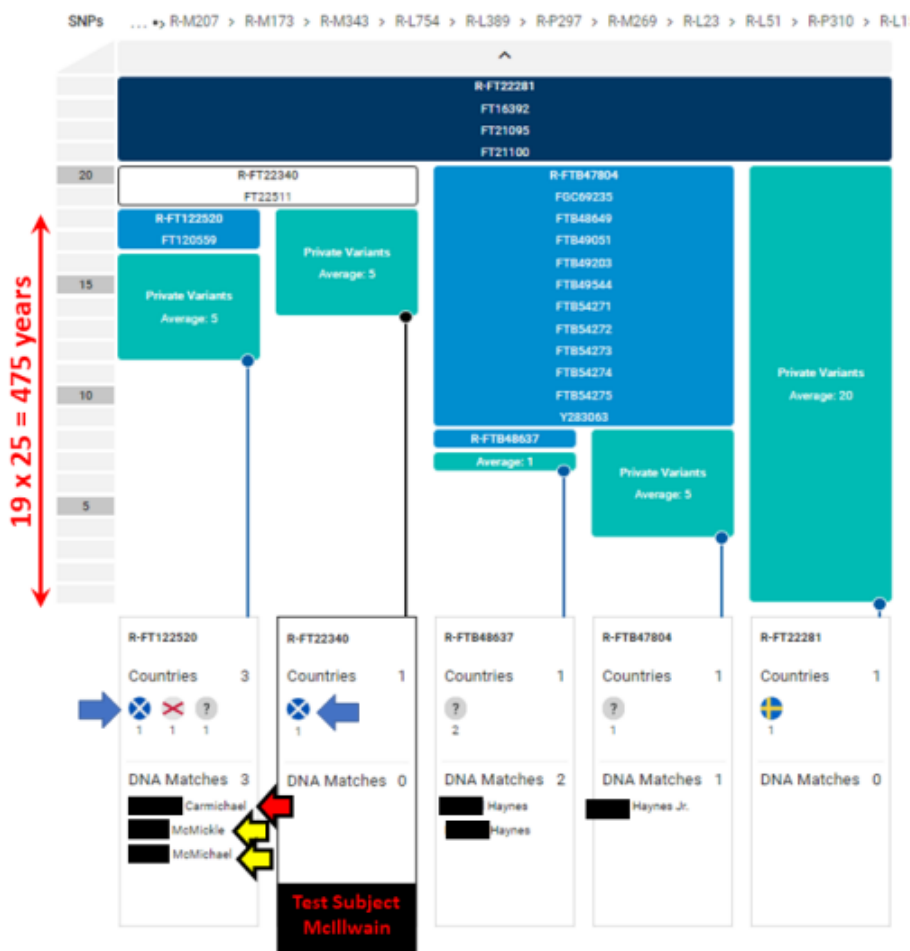 SNPs ... R-M207 > R-M173 > R-M343 > R-L754 > R-L389 > R-P297 > R-M269 > R-L23 > R-L51 > R-P310 > R-L1
R-FT22281
FT16392
FT21095
FT21100
20
R-FT22340
FT22511
R-FT122520
FT120559
Private Variants
Average: 5
Private Variants
Average: 5
R-FTB47804
FGC69235
FTB48649
FTB49051
FTB49203
FTB49544
FTB54271
FTB54272
FTB54273
FTB54274
FTB54275
Y283063
R-FTB48637
Average: 1
Private Variants
Average: 5
Private Variants
Average: 20
15
10
5
19 x 25 = 475 years
R-FT122520
Countries 3
?
1 1 1
DNA Matches 3
Carmichael
McMickle
McMichael
R-FT22340
Countries 1
1
DNA Matches 0
Test Subject
McIllwain
R-FTB48637
Countries 1
?
2
DNA Matches 2
Haynes
Haynes
R-FTB47804
Countries 1
?
1
DNA Matches 1
Haynes Jr.
R-FT22281
Countries 1
1
DNA Matches 0